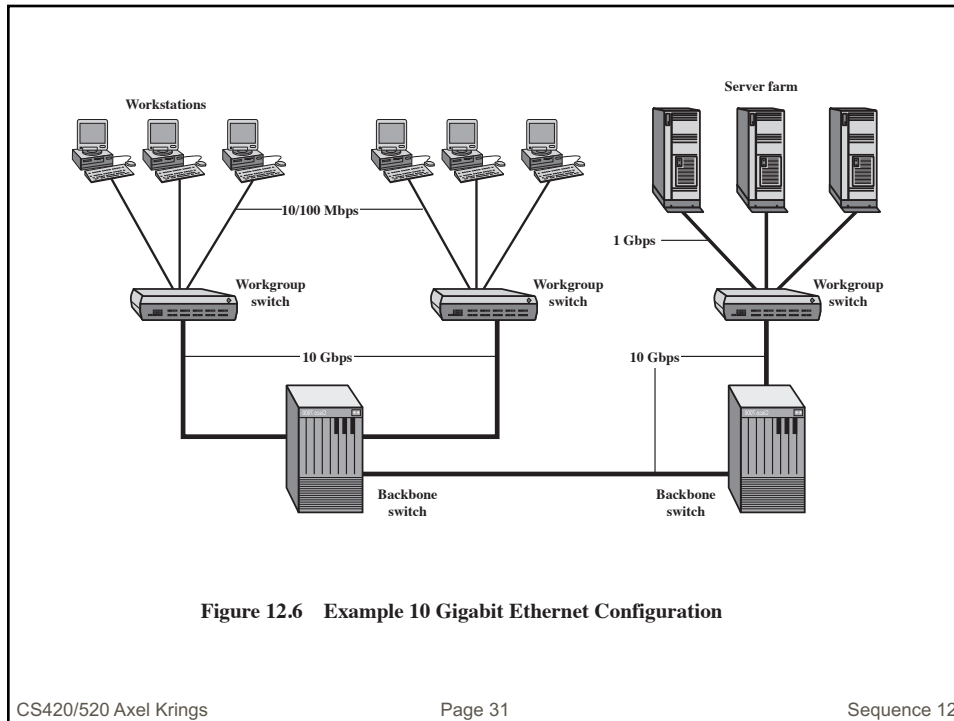 Workstations
Server farm
10/100 Mbps
1 Gbps
Workgroup
switch
Workgroup
switch
Workgroup
switch
10 Gbps
10 Gbps
Backbone
switch
Backbone
switch
Figure 12.6 Example 10 Gigabit Ethernet Configuration
CS420/520 Axel Krings
Page 31
Sequence 12